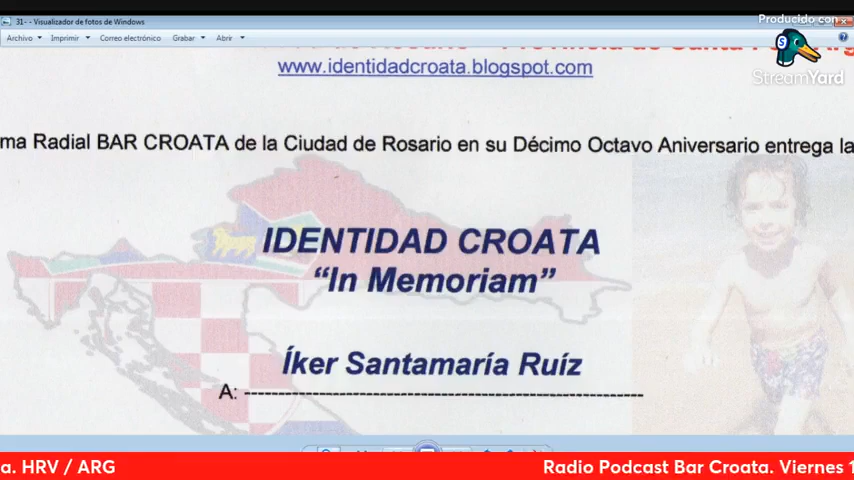 31- - Visualizador de fotos de Windows
Producido con
Archivo Imprimir Correo electrónico Grabar Abrir
StreamYard
www.identidadcroata.blogspot.com
ma Radial BAR CROATA de la Ciudad de Rosario en su Décimo Octavo Aniversario entrega la
IDENTIDAD CROATA
“In Memoriam”
Íker Santamaría Ruíz
A: ------------------------------------------------------------
a. HRV / ARG
Radio Podcast Bar Croata. Viernes 1